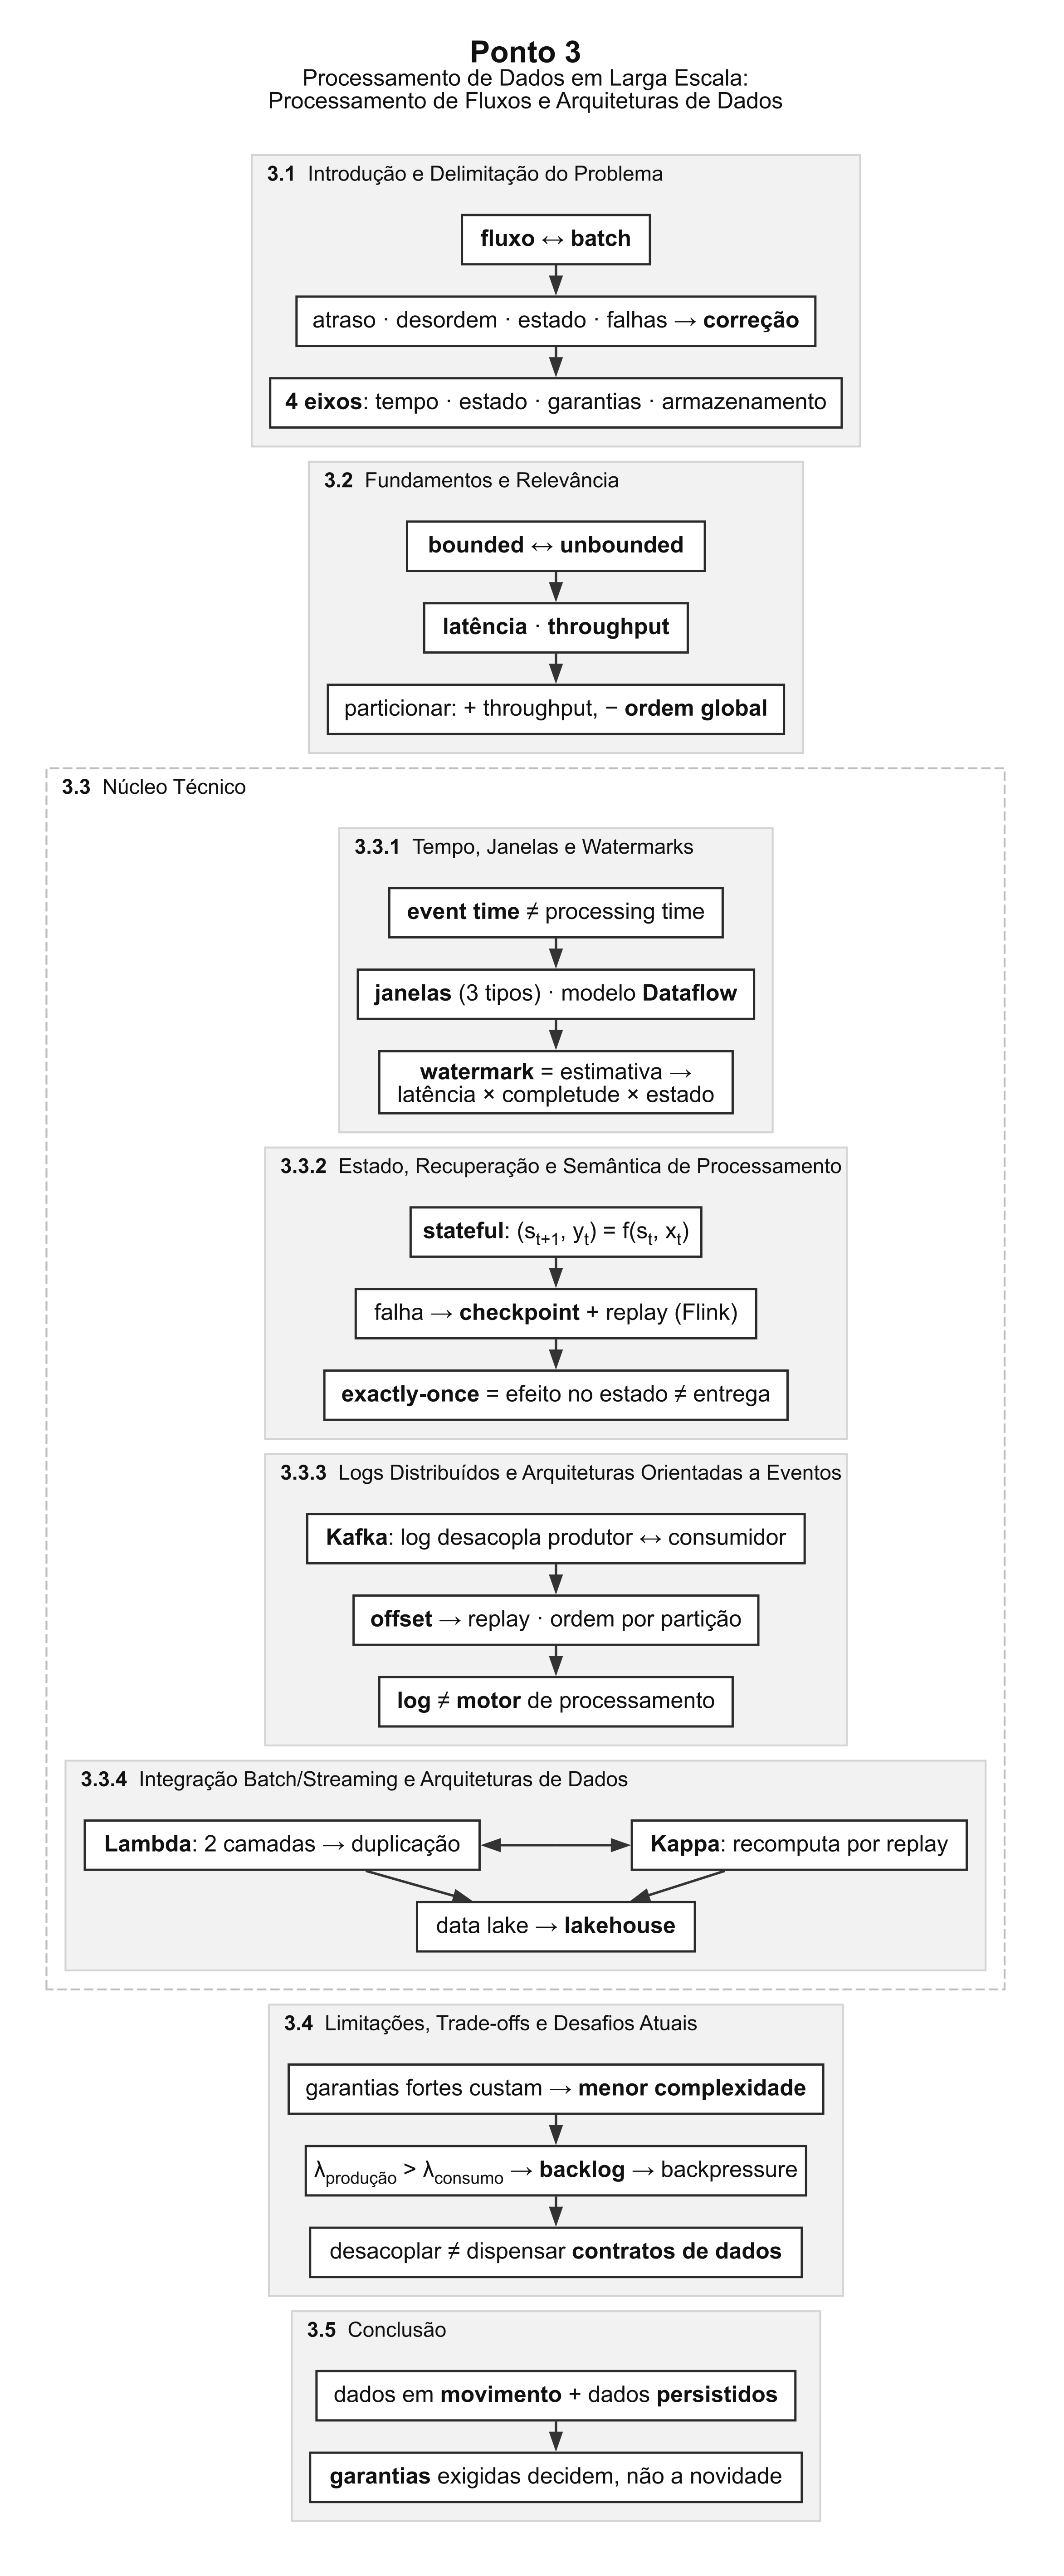 Ponto 3
Processamento de Dados em Larga Escala:
Processamento de Fluxos e Arquiteturas de Dados
3.1 Introdução e Delimitação do Problema
fluxo ↔ batch
atraso · desordem · estado · falhas → correção
4 eixos: tempo · estado · garantias · armazenamento
3.2 Fundamentos e Relevância
bounded ↔ unbounded
latência · throughput
particionar: + throughput, − ordem global
3.3 Núcleo Técnico
3.3.1 Tempo, Janelas e Watermarks
event time ≠ processing time
janelas (3 tipos) · modelo Dataflow
watermark = estimativa →
latência × completude × estado
3.3.2 Estado, Recuperação e Semântica de Processamento
stateful: (s_{t+1}, y_t) = f(s_t, x_t)
falha → checkpoint + replay (Flink)
exactly-once = efeito no estado ≠ entrega
3.3.3 Logs Distribuídos e Arquiteturas Orientadas a Eventos
Kafka: log desacopla produtor ↔ consumidor
offset → replay · ordem por partição
log ≠ motor de processamento
3.3.4 Integração Batch/Streaming e Arquiteturas de Dados
Lambda: 2 camadas → duplicação
Kappa: recomputa por replay
data lake → lakehouse
3.4 Limitações, Trade-offs e Desafios Atuais
garantias fortes custam → menor complexidade
λ_produção > λ_consumo → backlog → backpressure
desacoplar ≠ dispensar contratos de dados
3.5 Conclusão
dados em movimento + dados persistidos
garantias exigidas decidem, não a novidade